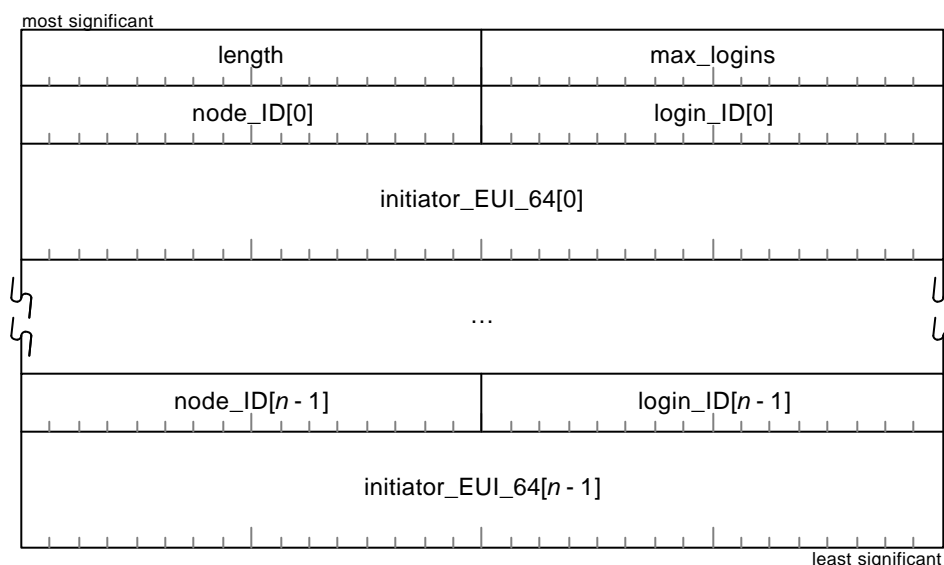 most significant
length max_logins
node_ID[0] login_ID[0]
initiator_EUI_64[0]
...
node_ID[n - 1] login_ID[n - 1]
initiator_EUI_64[n - 1]
least significant